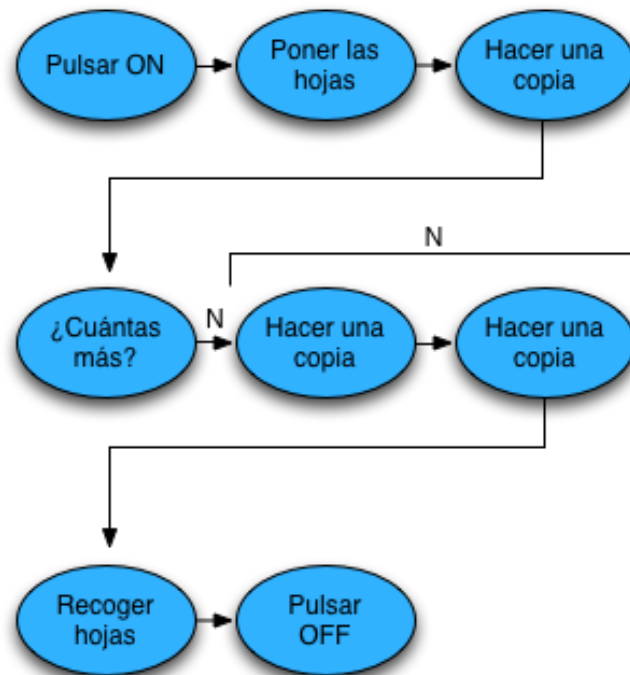 Pulsar ON
Poner las
hojas
Hacer una
copia
N
¿Cuántas
más?
N
Hacer una
copia
Hacer una
copia
Recoger
hojas
Pulsar
OFF